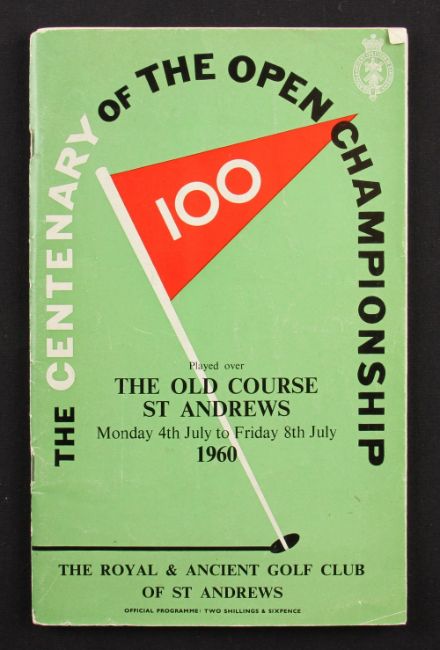 THE CENTENARY OF THE OPEN CHAMPIONSHIP
100
Played over
THE OLD COURSE
ST ANDREWS
Monday 4th July to Friday 8th July
1960
THE ROYAL & ANCIENT GOLF CLUB
OF ST ANDREWS
OFFICIAL PROGRAMME: TWO SHILLINGS & SIXPENCE